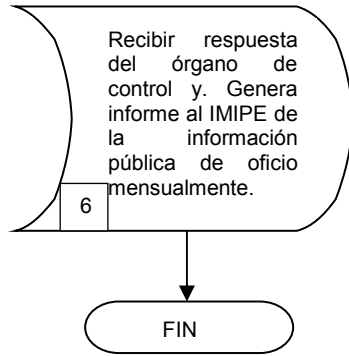 Recibir respuesta
del órgano de
control y. Genera
informe al IMIPE de
la información
pública de oficio
mensualmente.
6
FIN